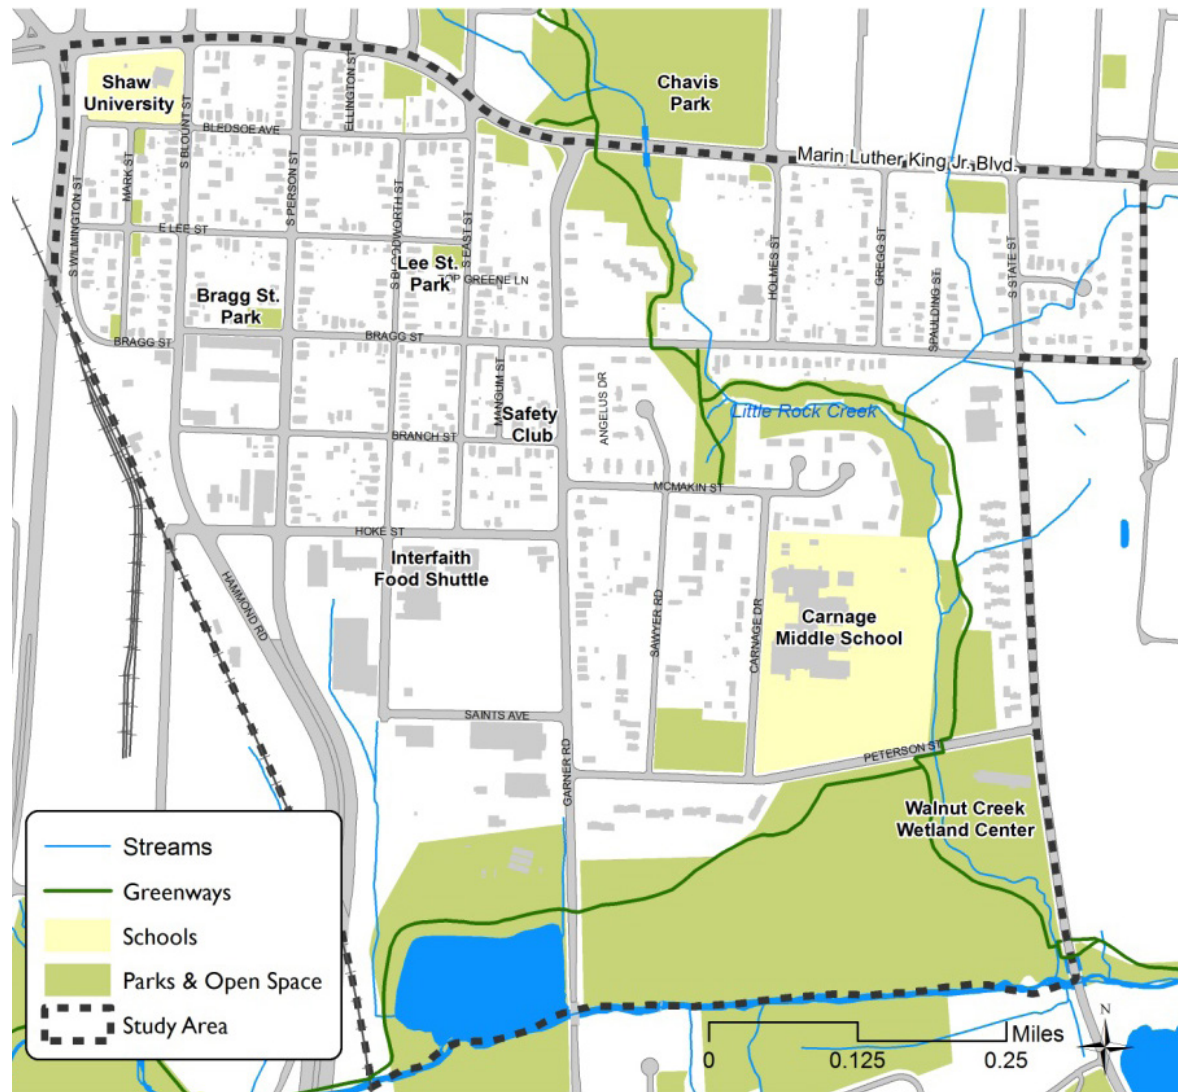 Shaw
University
Chavis
Park
Marin Luther King Jr. Blvd.
ELLINGTON ST
S BLOUNT ST
BLEDSOE AVE
MARK ST
S PERSON ST
S WILMINGTON ST
E LEE ST
S BLOODWORTH ST
S EAST ST
Lee St.
Park
TOP GREENE LN
Bragg St.
Park
HOLMES ST
GREGG ST
SPAULDING ST
S STATE ST
BRAGG ST
BRAGG ST
MANGUM ST
ANGELUS DR
Safety
Club
Little Rock Creek
BRANCH ST
MCMAKIN ST
HOKE ST
Interfaith
Food Shuttle
HAMMOND RD
SAWYER RD
CARNAGE DR
Carnage
Middle School
SAINTS AVE
GARNER RD
PETERSON ST
Walnut Creek
Wetland Center
Streams
Greenways
Schools
Parks & Open Space
Study Area
N
Miles
0 0.125 0.25